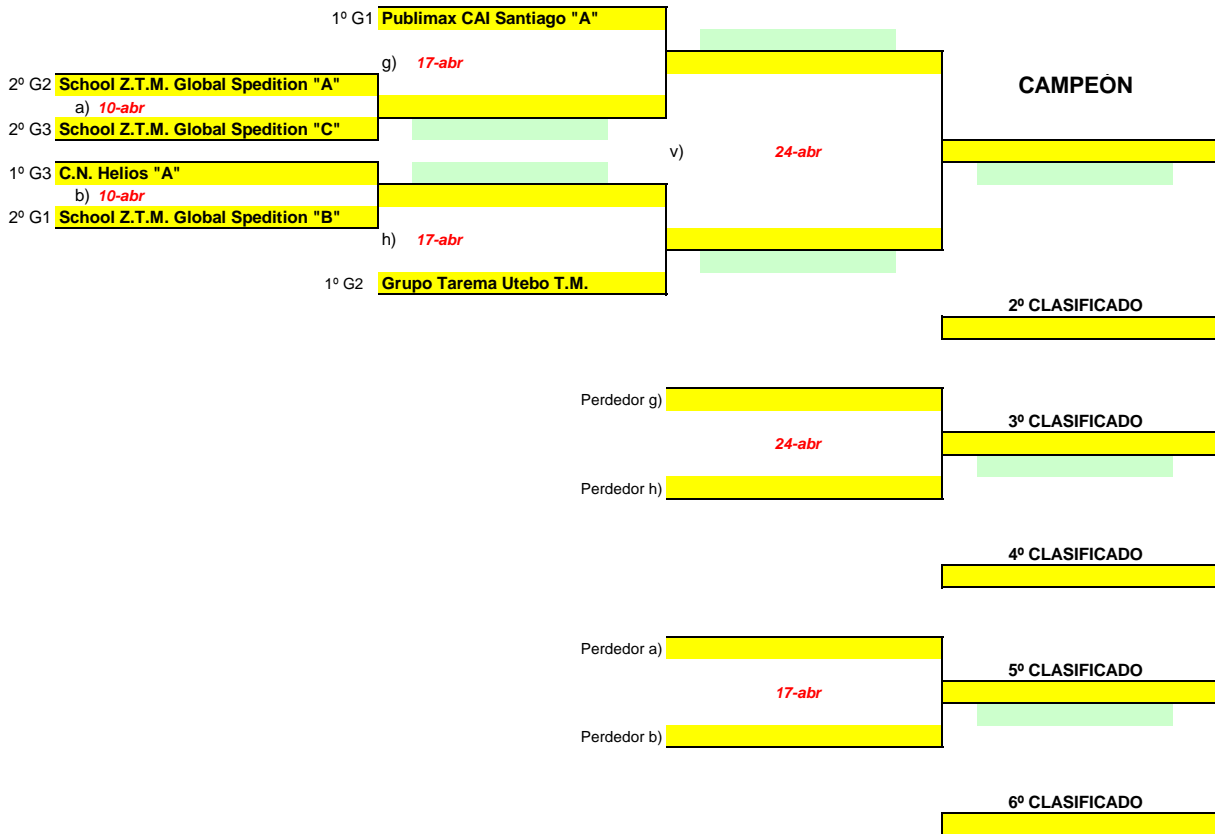 1º G1 Publimax CAI Santiago "A"
g) 17-abr
2º G2 School Z.T.M. Global Spedition "A"
CAMPEÓN
a) 10-abr
2º G3 School Z.T.M. Global Spedition "C"
v) 24-abr
1º G3 C.N. Helios "A"
b) 10-abr
2º G1 School Z.T.M. Global Spedition "B"
h) 17-abr
1º G2 Grupo Tarema Utebo T.M.
2º CLASIFICADO
Perdedor g)
3º CLASIFICADO
24-abr
Perdedor h)
4º CLASIFICADO
Perdedor a)
5º CLASIFICADO
17-abr
Perdedor b)
6º CLASIFICADO